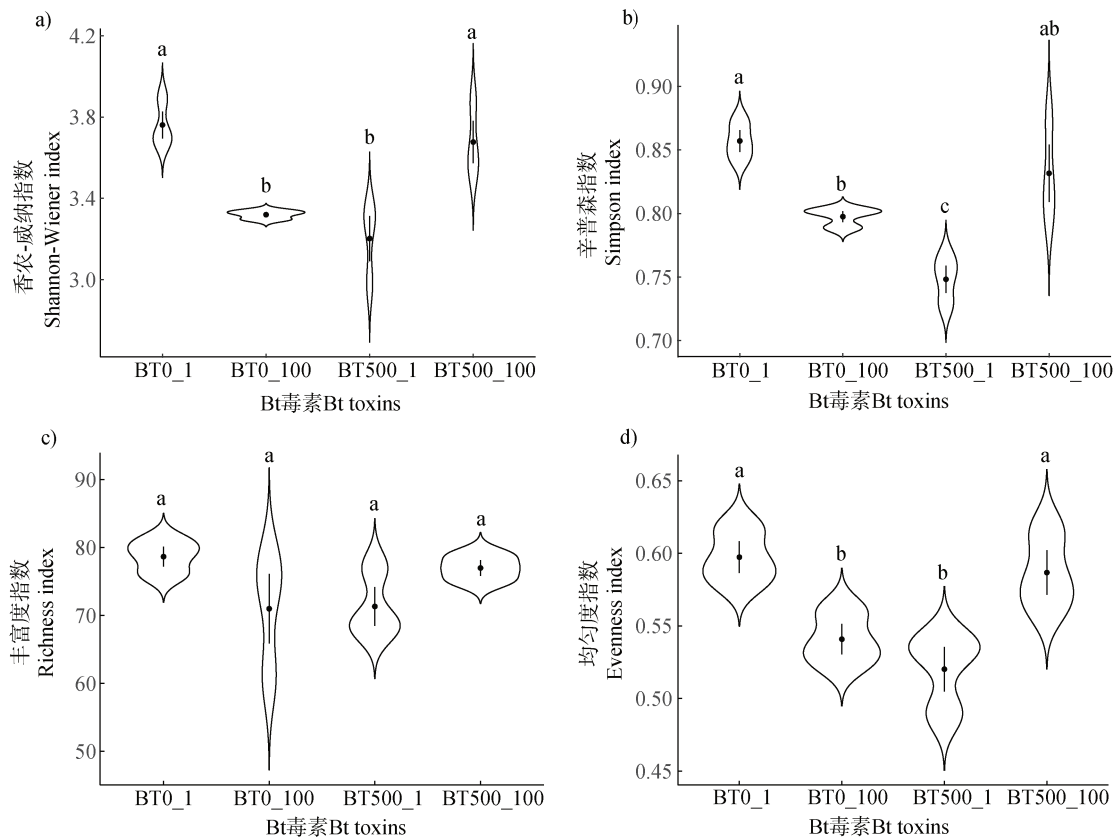 a)
4.2
3.8
3.4
3.0
香农-威纳指数
Shannon-Wiener index
a
b
b
a
BT0_1
BT0_100
BT500_1
BT500_100
Bt毒素Bt toxins
b)
0.90
0.85
0.80
0.75
0.70
辛普森指数
Simpson index
a
b
c
ab
BT0_1
BT0_100
BT500_1
BT500_100
Bt毒素Bt toxins
c)
90
80
70
60
50
丰富度指数
Richness index
a
a
a
a
BT0_1
BT0_100
BT500_1
BT500_100
Bt毒素Bt toxins
d)
0.65
0.60
0.55
0.50
0.45
均匀度指数
Evenness index
a
b
b
a
BT0_1
BT0_100
BT500_1
BT500_100
Bt毒素Bt toxins